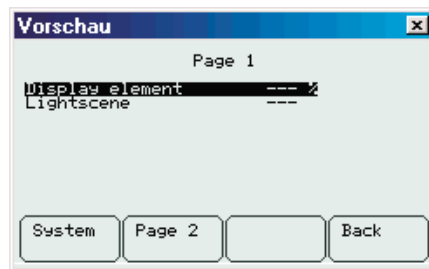 Vorschau
Page 1
Display element --- %
Lightscene ---
System Page 2 Back